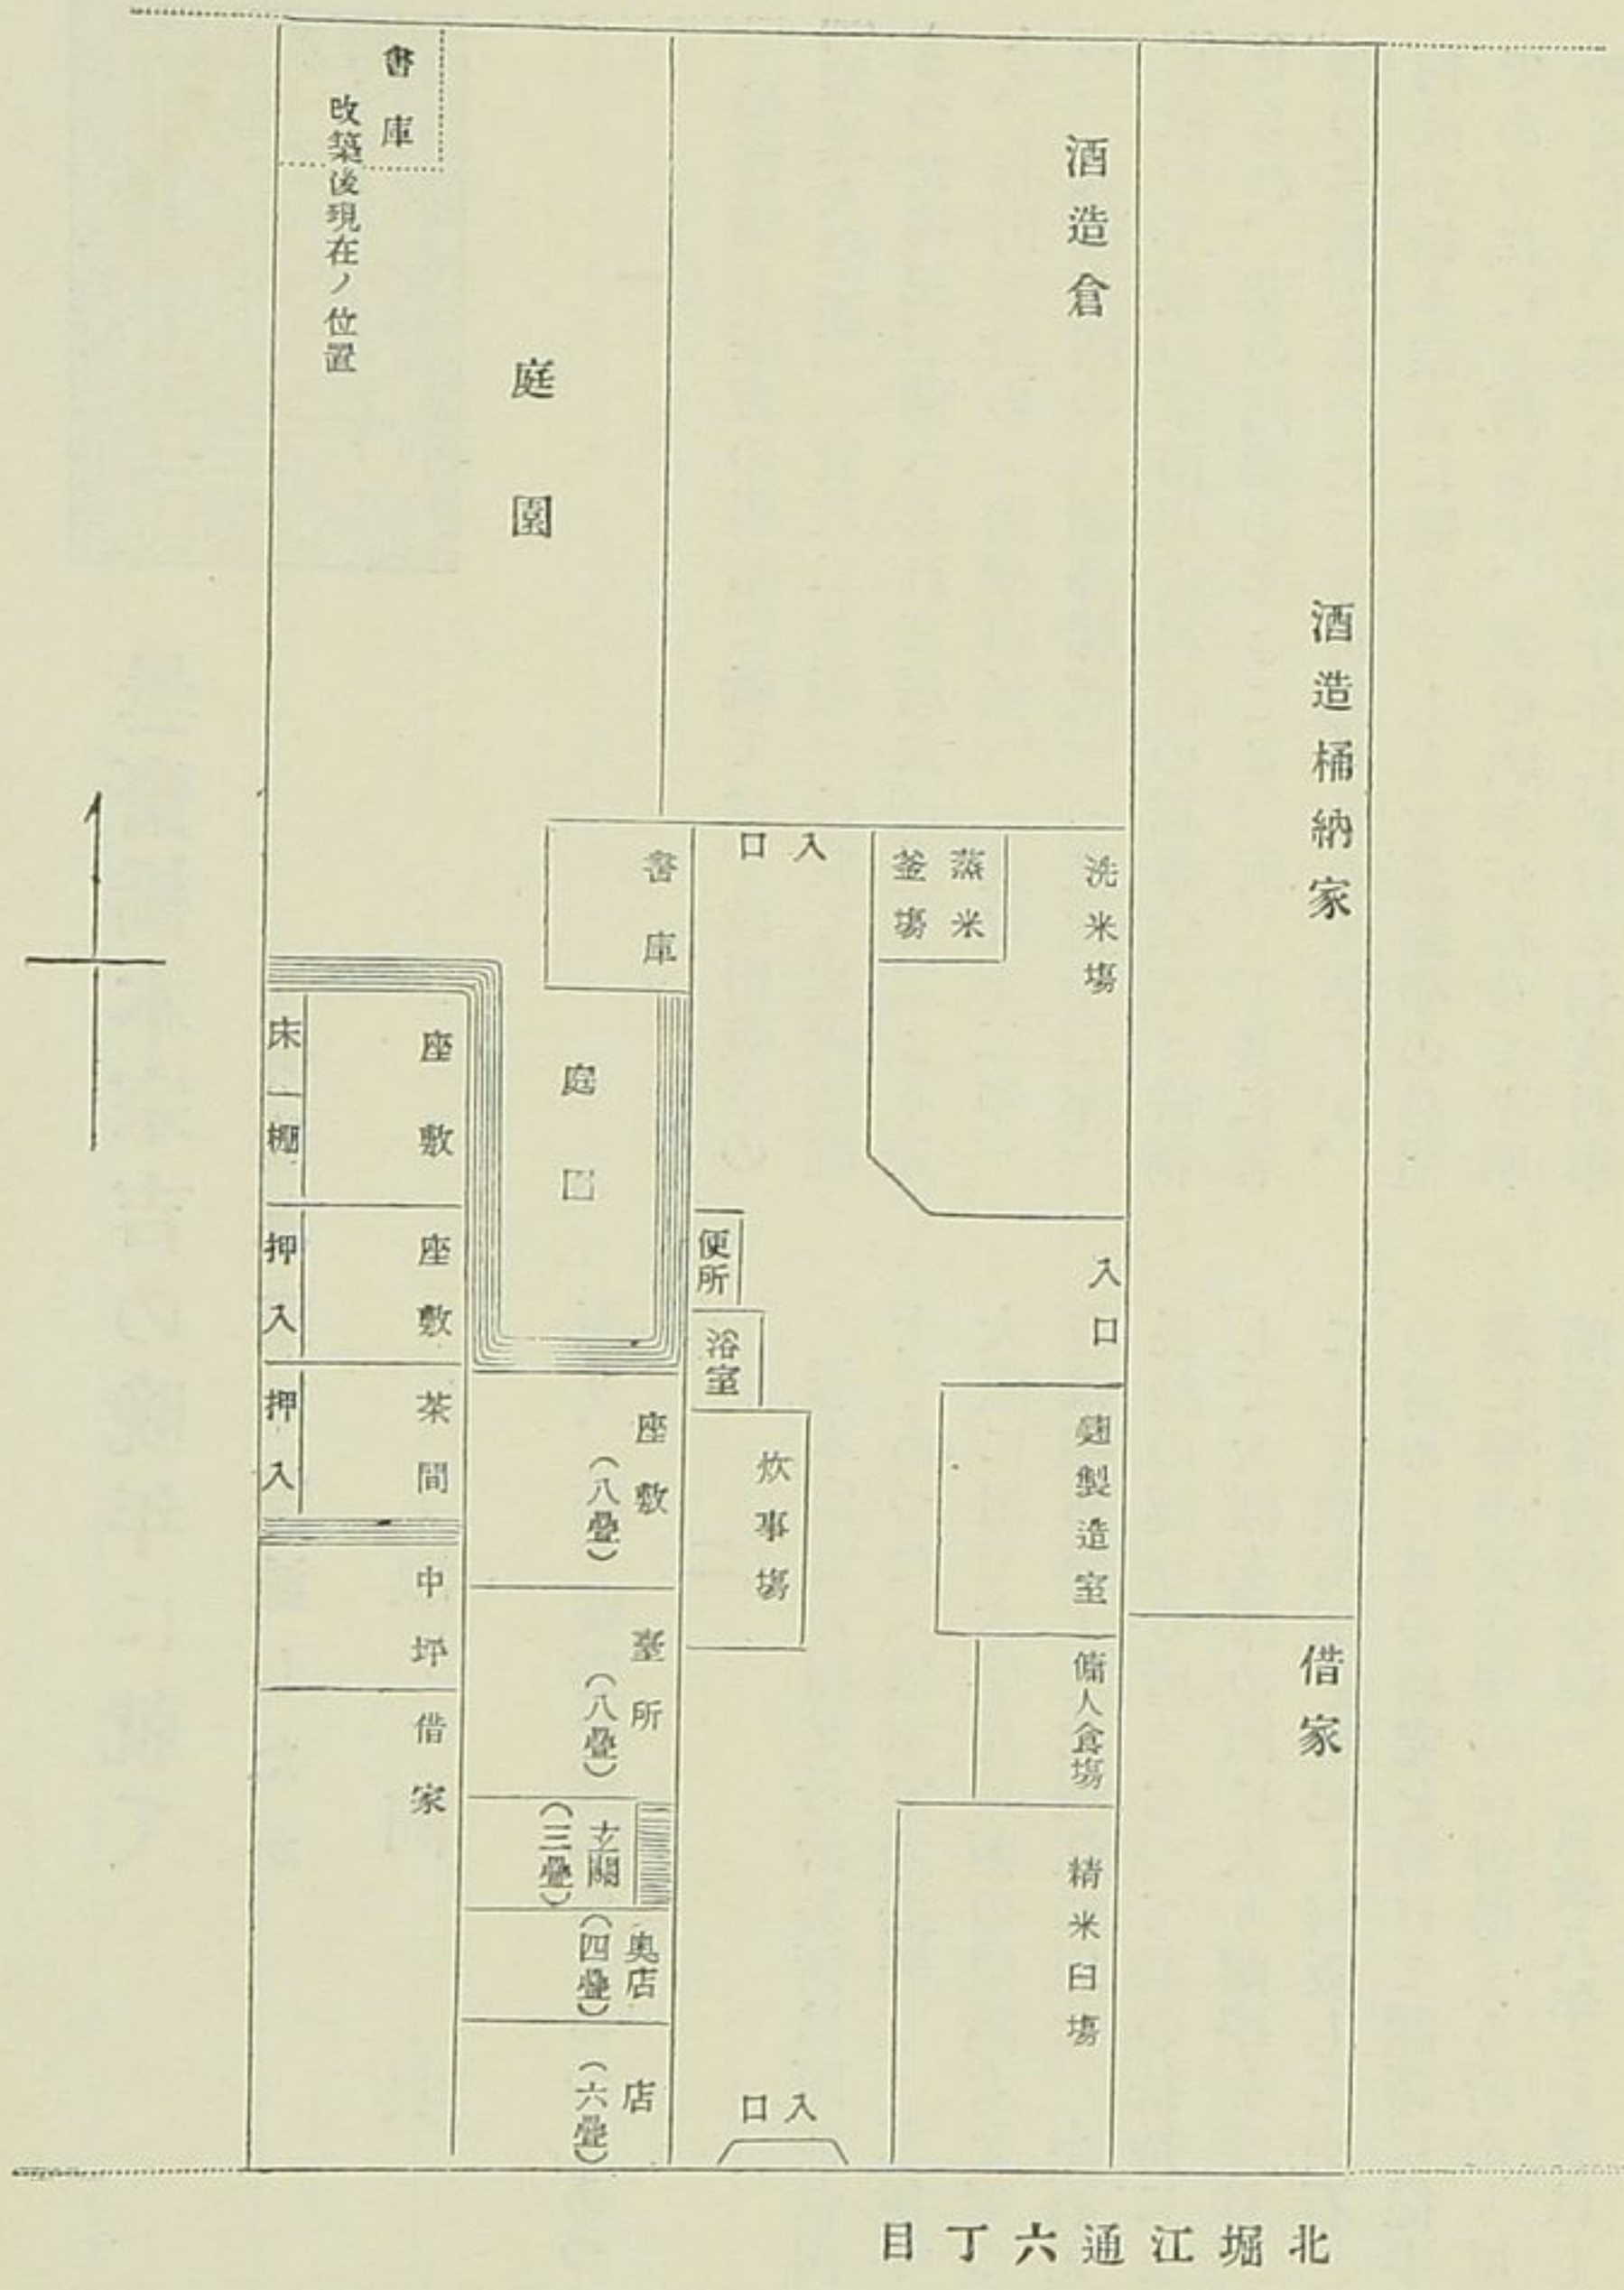 酒造桶納家
借家
酒造倉
洗米場
蒸米
釜場
入口
入口
麹製造室
傭人食場
精米臼場
入口
便所
浴室
炊事場
庭園
書庫
改築後現在ノ位置
書庫
庭園
座敷
(八疊)
臺所
(八疊)
玄關
(三疊)
奥店
(四疊)
店
(六疊)
座敷
床
棚
座敷
押入
茶間
押入
中坪
借家
北堀江通六丁目